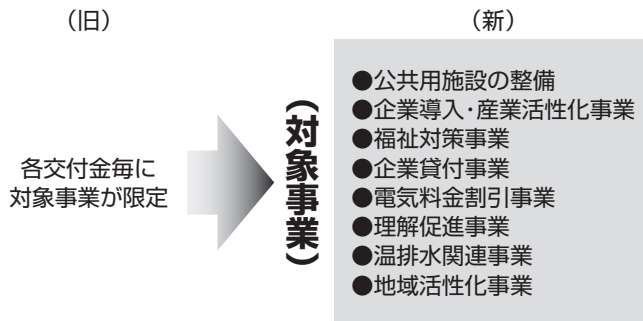 （旧）
各交付金毎に
対象事業が限定
（対象事業）
（新）
●公共用施設の整備
●企業導入・産業活性化事業
●福祉対策事業
●企業貸付事業
●電気料金割引事業
●理解促進事業
●温排水関連事業
●地域活性化事業